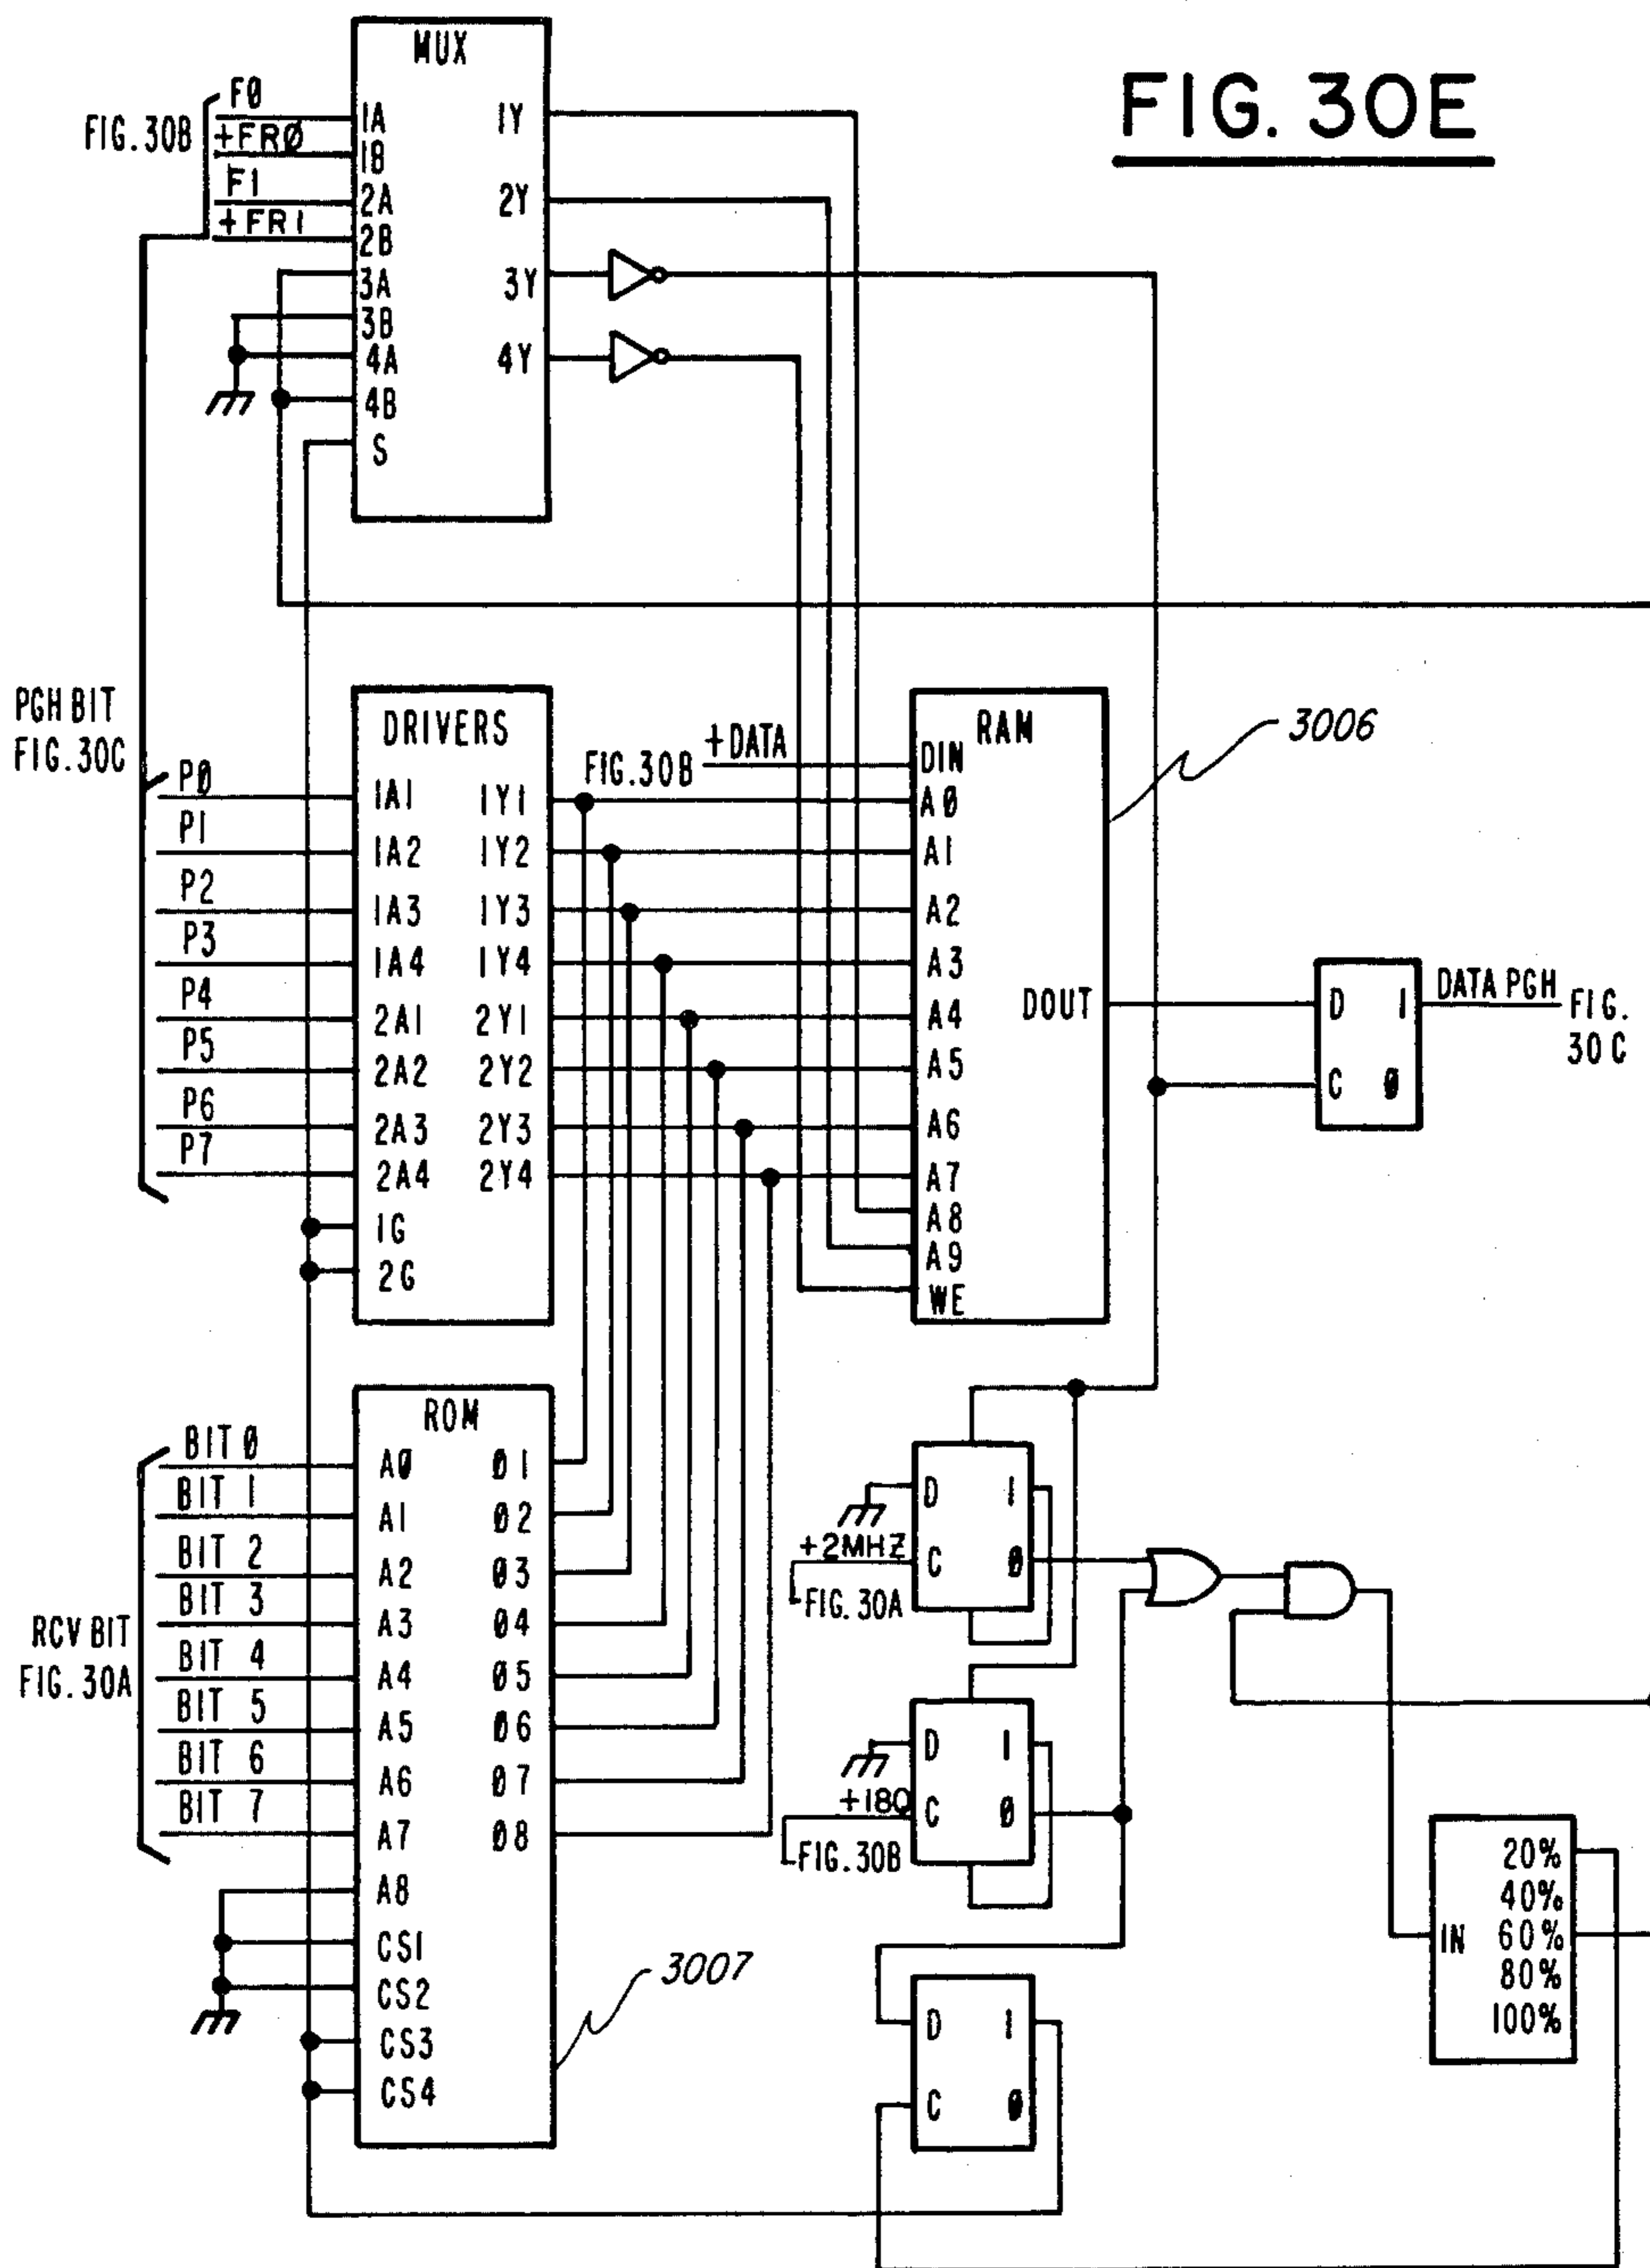 FIG. 30E
MUX
FIG. 30B
F0
+FR0
F1
+FR1
1A
1B
2A
2B
3A
3B
4A
4B
S
1Y
2Y
3Y
4Y
PGH BIT
FIG. 30C
P0
P1
P2
P3
P4
P5
P6
P7
DRIVERS
1A1
1A2
1A3
1A4
2A1
2A2
2A3
2A4
1G
2G
1Y1
1Y2
1Y3
1Y4
2Y1
2Y2
2Y3
2Y4
FIG. 30B
+DATA
RAM
DIN
A0
A1
A2
A3
A4
A5
A6
A7
A8
A9
WE
DOUT
3006
D
C
1
0
DATA PGH
FIG.
30C
RCV BIT
FIG. 30A
BIT 0
BIT 1
BIT 2
BIT 3
BIT 4
BIT 5
BIT 6
BIT 7
ROM
A0
A1
A2
A3
A4
A5
A6
A7
A8
CS1
CS2
CS3
CS4
01
02
03
04
05
06
07
08
3007
D
C
1
0
+2MHZ
FIG. 30A
D
C
1
0
+18Q
FIG. 30B
D
C
1
0
IN
20%
40%
60%
80%
100%